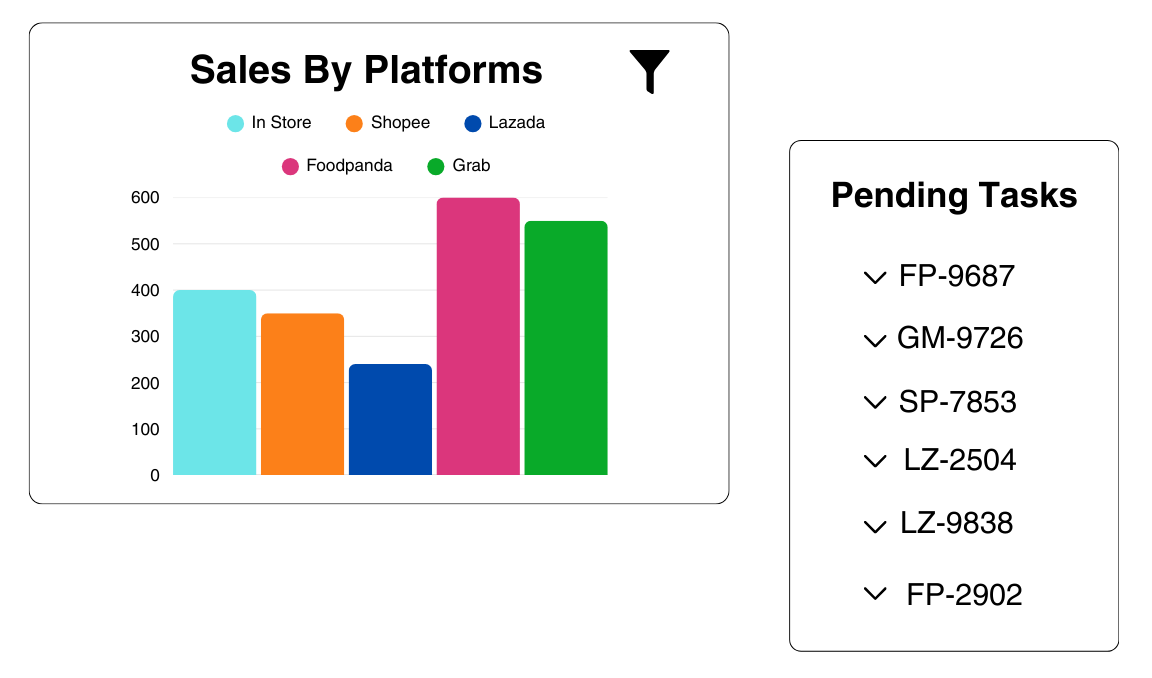 Sales By Platforms
In Store Shopee Lazada
Foodpanda Grab
600
500
400
300
200
100
0
Pending Tasks
FP-9687
GM-9726
SP-7853
LZ-2504
LZ-9838
FP-2902